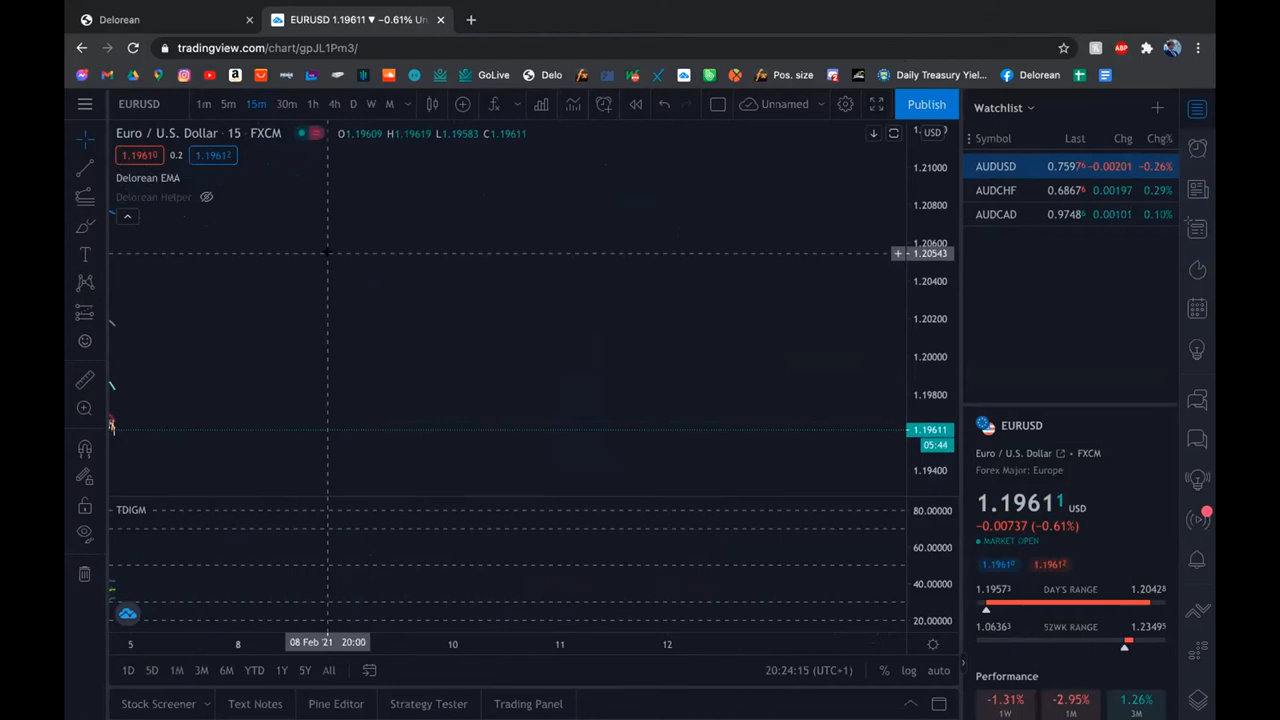 Delorean
EURUSD 1.19611 ▼ −0.61% Un
tradingview.com/chart/gpJL1Pm3/
ABP
GoLive
Delo
Pos. size
Daily Treasury Yiel...
Delorean
EURUSD
1m 5m 15m 30m 1h 4h D W M
Unnamed
Publish
Watchlist
Euro / U.S. Dollar · 15 · FXCM
O1.19609 H1.19619 L1.19583 C1.19611
USD
1.19610 0.2 1.19612
Delorean EMA
Delorean Helper
Symbol Last Chg Chg%
AUDUSD 0.75976 −0.00201 −0.26%
AUDCHF 0.68676 0.00197 0.29%
AUDCAD 0.97486 0.00101 0.10%
1.21000
1.20800
1.20600
1.20543
1.20400
1.20200
1.20000
1.19800
1.19611
05:44
1.19400
TDIGM
80.00000
60.00000
40.00000
20.00000
5 8 08 Feb '21 20:00 10 11 12
1D 5D 1M 3M 6M YTD 1Y 5Y All
20:24:15 (UTC+1)
% log auto
Stock Screener Text Notes Pine Editor Strategy Tester Trading Panel
EURUSD
Euro / U.S. Dollar • FXCM
Forex Major: Europe
1.19611 USD
−0.00737 (−0.61%)
MARKET OPEN
1.19610 1.19612
1.19573 DAY'S RANGE 1.20428
1.06363 52WK RANGE 1.23495
Performance
-1.31% -2.95% 1.26%
1W 1M 3M